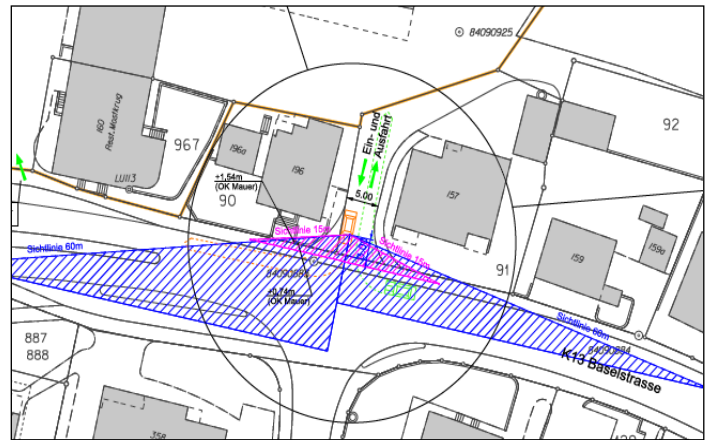 84090925
92
160
Rest. Mostkrug
LU113
967
196a
196
+1,54m
(OK Mauer)
90
Ein- und
Ausfahrt
5.00
157
91
159
159a
Sichtlinie 60m
Sichtlinie 15m
Sichtlinie 15m
Sichtlinie 60m
+0,74m
(OK Mauer)
K13 Baselstrasse
887
888
358